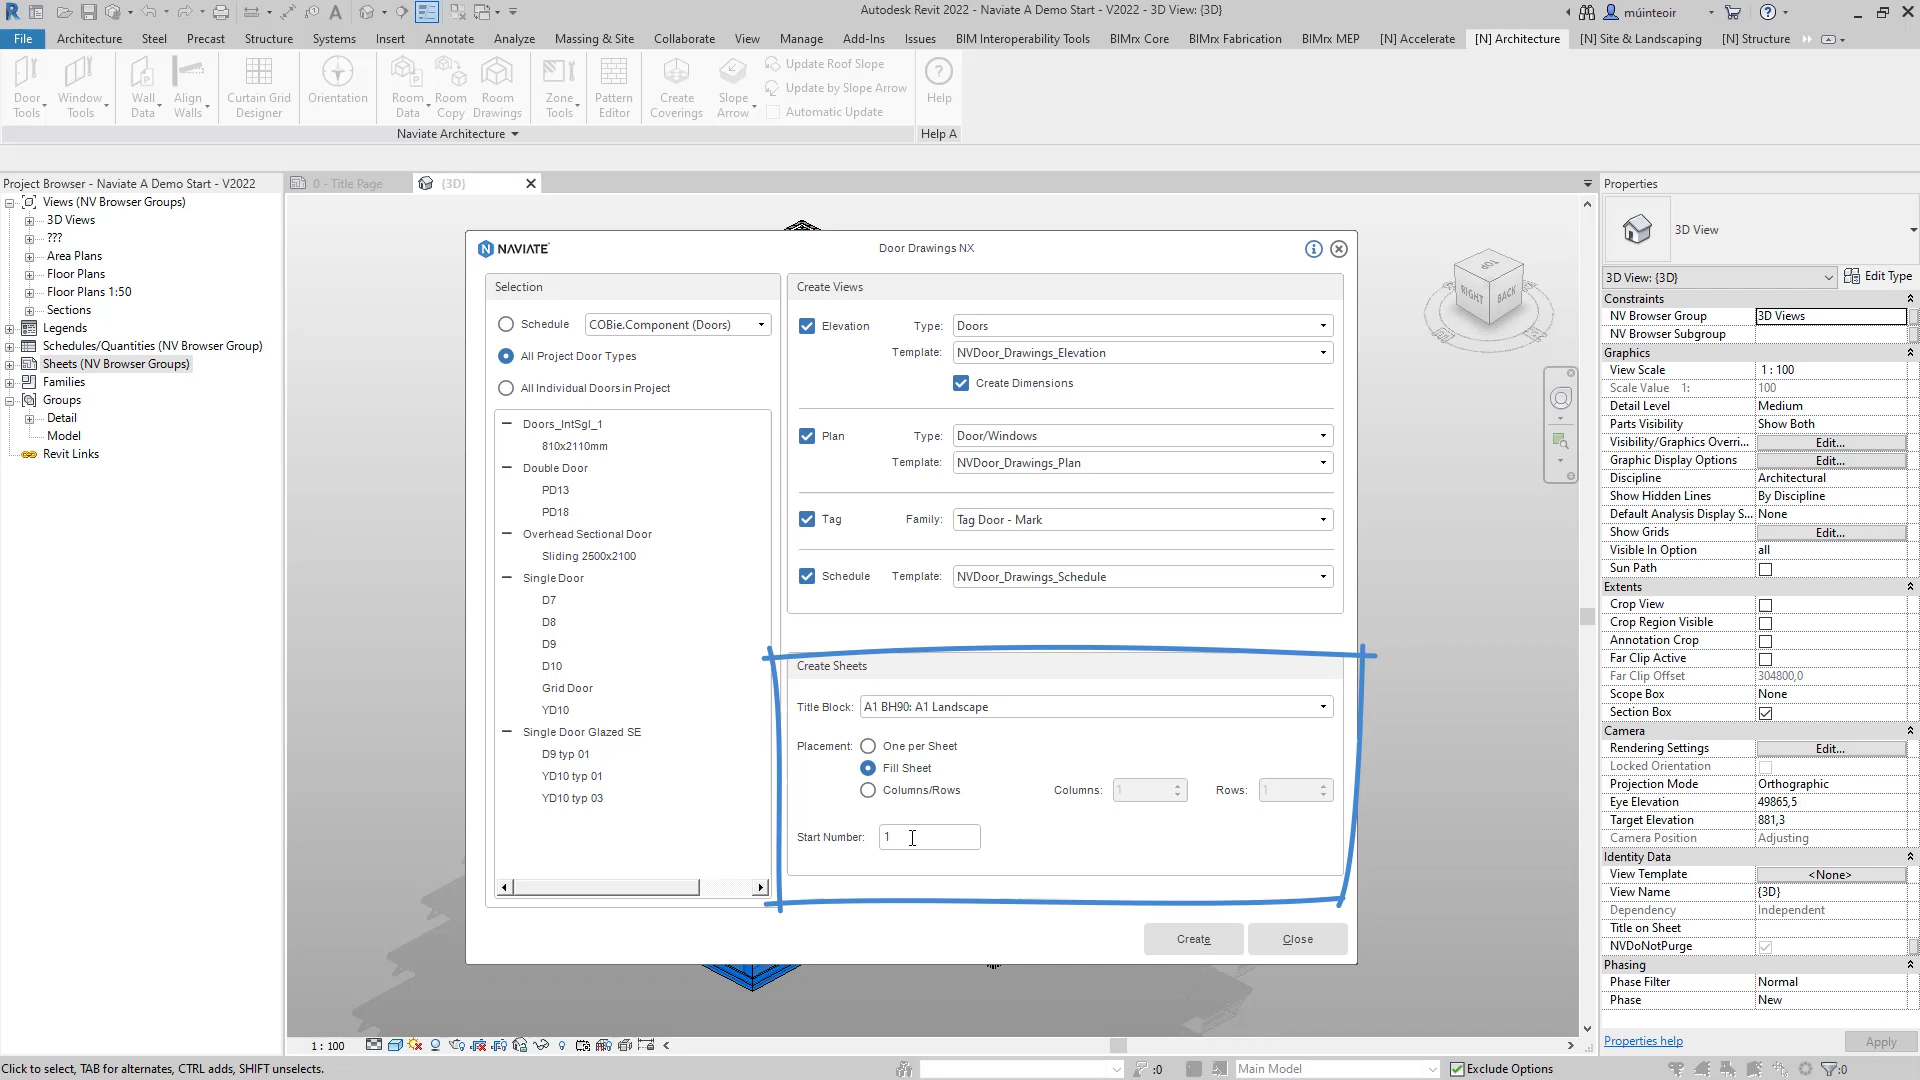 Autodesk Revit 2022 - Naviate A Demo Start - V2022 - 3D View: {3D}
múinteoir
File Architecture Steel Precast Structure Systems Insert Annotate Analyze Massing & Site Collaborate View Manage Add-Ins Issues BIM Interoperability Tools BIMrx Core BIMrx Fabrication BIMrx MEP [N] Accelerate [N] Architecture [N] Site & Landscaping [N] Structure
Door Tools
Window Tools
Wall Data
Align Walls
Curtain Grid Designer
Orientation
Room Data
Room Copy
Room Drawings
Zone Tools
Pattern Editor
Create Coverings
Slope Arrow
Update Roof Slope
Update by Slope Arrow
Automatic Update
Help
Naviate Architecture
Help A
Project Browser - Naviate A Demo Start - V2022
Views (NV Browser Groups)
3D Views
???
Area Plans
Floor Plans
Floor Plans 1:50
Sections
Legends
Schedules/Quantities (NV Browser Group)
Sheets (NV Browser Groups)
Families
Groups
Detail
Model
Revit Links
0 - Title Page
{3D}
NAVIATE
Door Drawings NX
Selection
Schedule COBie.Component (Doors)
All Project Door Types
All Individual Doors in Project
Doors_IntSgl_1
810x2110mm
Double Door
PD13
PD18
Overhead Sectional Door
Sliding 2500x2100
Single Door
D7
D8
D9
D10
Grid Door
YD10
Single Door Glazed SE
D9 typ 01
YD10 typ 01
YD10 typ 03
Create Views
Elevation Type: Doors
Template: NVDoor_Drawings_Elevation
Create Dimensions
Plan Type: Door/Windows
Template: NVDoor_Drawings_Plan
Tag Family: Tag Door - Mark
Schedule Template: NVDoor_Drawings_Schedule
Create Sheets
Title Block: A1 BH90: A1 Landscape
Placement: One per Sheet
Fill Sheet
Columns/Rows Columns: 1 Rows: 1
Start Number: 1
Create Close
TOP
RIGHT
BACK
Properties
3D View
3D View: {3D} Edit Type
Constraints
NV Browser Group 3D Views
NV Browser Subgroup
Graphics
View Scale 1 : 100
Scale Value 1: 100
Detail Level Medium
Parts Visibility Show Both
Visibility/Graphics Overri... Edit...
Graphic Display Options Edit...
Discipline Architectural
Show Hidden Lines By Discipline
Default Analysis Display S... None
Show Grids Edit...
Visible In Option all
Sun Path
Extents
Crop View
Crop Region Visible
Annotation Crop
Far Clip Active
Far Clip Offset 304800,0
Scope Box None
Section Box
Camera
Rendering Settings Edit...
Locked Orientation
Projection Mode Orthographic
Eye Elevation 49865,5
Target Elevation 881,3
Camera Position Adjusting
Identity Data
View Template <None>
View Name {3D}
Dependency Independent
Title on Sheet
NVDoNotPurge
Phasing
Phase Filter Normal
Phase New
Properties help Apply
1 : 100
Click to select, TAB for alternates, CTRL adds, SHIFT unselects.
:0
Main Model
Exclude Options
:0